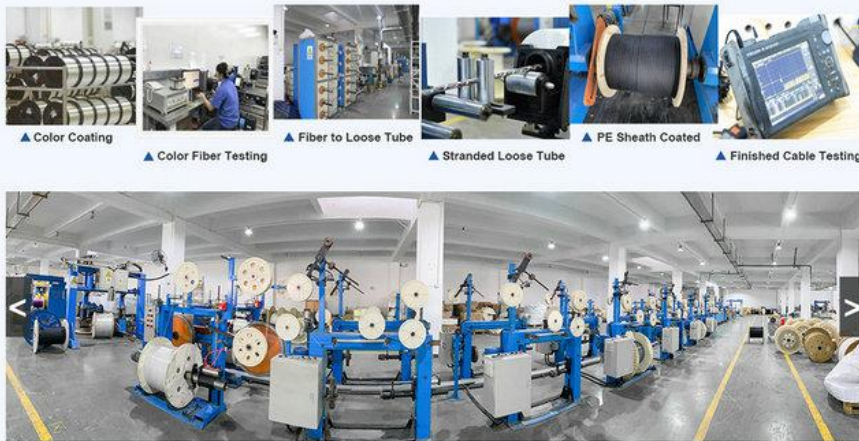 ▲ Color Coating
▲ Color Fiber Testing
▲ Fiber to Loose Tube
▲ Stranded Loose Tube
▲ PE Sheath Coated
▲ Finished Cable Testing
< >